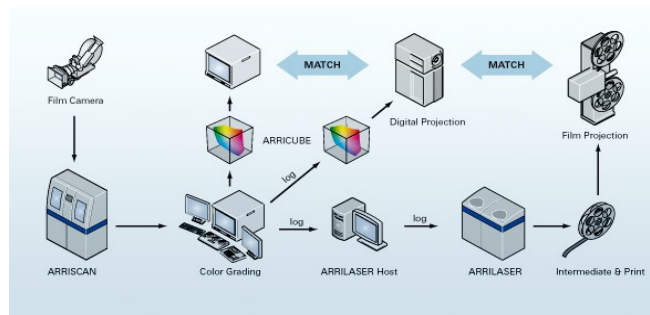 MATCH
MATCH
Film Camera
Digital Projection
Film Projection
ARRICUBE
log
log
log
ARRISCAN
Color Grading
ARRILASER Host
ARRILASER
Intermediate & Print